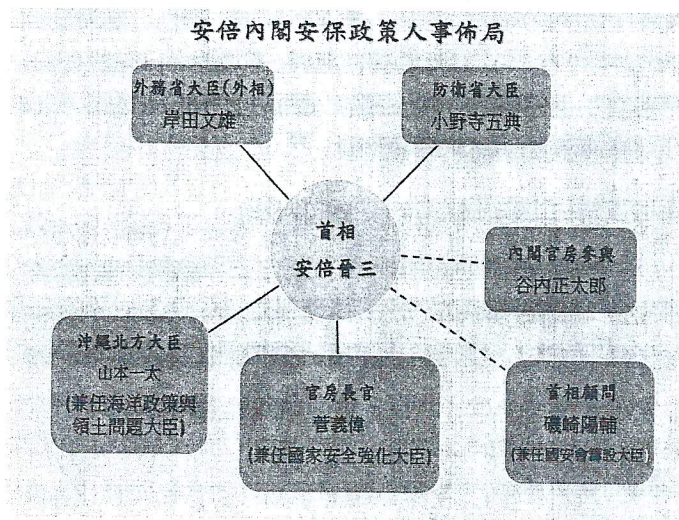 安倍內閣安保政策人事佈局
外務省大臣(外相)
岸田文雄
防衛省大臣
小野寺五典
首相
安倍晉三
內閣官房參與
谷內正太郎
沖繩北方大臣
山本一太
(兼任海洋政策與
領土問題大臣)
官房長官
菅義偉
(兼任國家安全強化大臣)
首相顧問
磯崎陽輔
(兼任國安會籌設大臣)